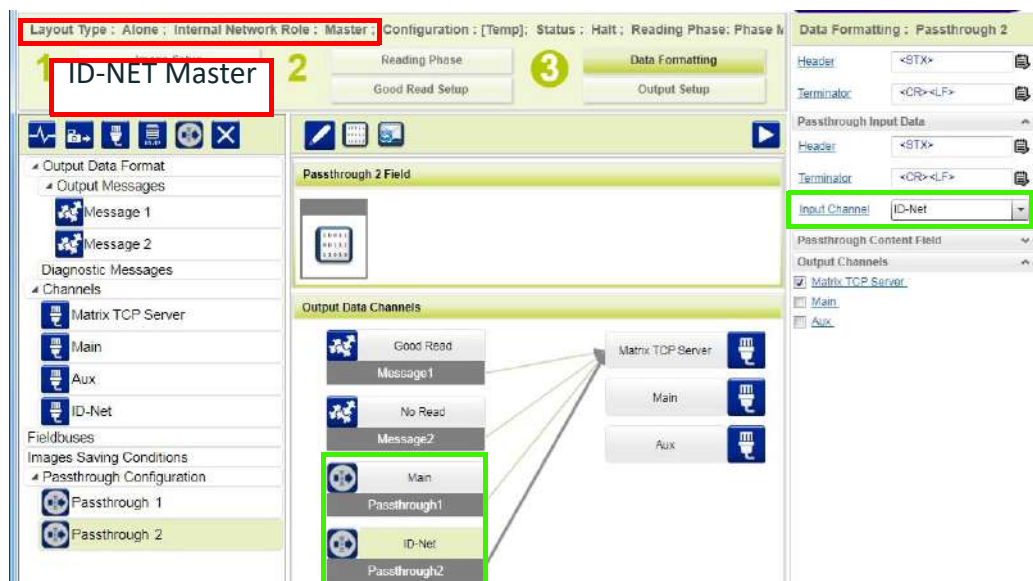 Layout Type : Alone ; Internal Network Role : Master ; Configuration : [Temp]; Status : Halt ; Reading Phase: Phase M
1
ID-NET Master
2
Reading Phase
Good Read Setup
3
Data Formatting
Output Setup
Output Data Format
Output Messages
Message 1
Message 2
Diagnostic Messages
Channels
Matrix TCP Server
Main
Aux
ID-Net
Fieldbuses
Images Saving Conditions
Passthrough Configuration
Passthrough 1
Passthrough 2
Passthrough 2 Field
Output Data Channels
Good Read
Message1
No Read
Message2
Main
Passthrough1
ID-Net
Passthrough2
Matrix TCP Server
Main
Aux
Data Formatting : Passthrough 2
Header <STX>
Terminator <CR><LF>
Passthrough Input Data
Header <STX>
Terminator <CR><LF>
Input Channel ID-Net
Passthrough Content Field
Output Channels
Matrix TCP Server
Main
Aux